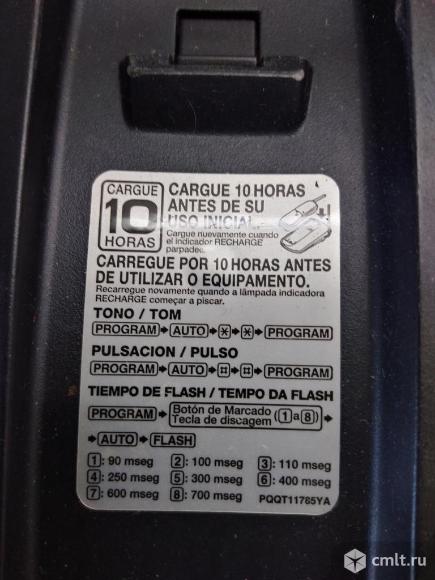 CARGUE
10
HORAS
CARGUE 10 HORAS
ANTES DE SU
USO INICIAL.
Cargue nuevamente cuando
el indicador RECHARGE
parpadee.
CARREGUE POR 10 HORAS ANTES
DE UTILIZAR O EQUIPAMENTO.
Recarregue novamente quando a lâmpada indicadora
RECHARGE começar a piscar.
TONO / TOM
PROGRAM ➔ AUTO ➔ ✳ ➔ ✳ ➔ PROGRAM
PULSACION / PULSO
PROGRAM ➔ AUTO ➔ # ➔ # ➔ PROGRAM
TIEMPO DE FLASH / TEMPO DA FLASH
PROGRAM ➔ Botón de Marcado
Tecla de discagem (1 a 8) ➔
➔ AUTO ➔ FLASH
1: 90 mseg 2: 100 mseg 3: 110 mseg
4: 250 mseg 5: 300 mseg 6: 400 mseg
7: 600 mseg 8: 700 mseg PQQT11785YA
cmlt.ru